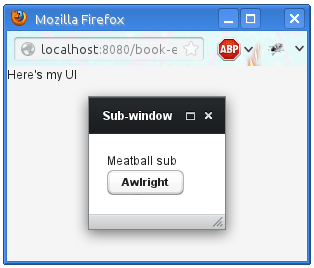 Mozilla Firefox
localhost:8080/book-e
ABP
Here's my UI
Sub-window
Meatball sub
Awlright